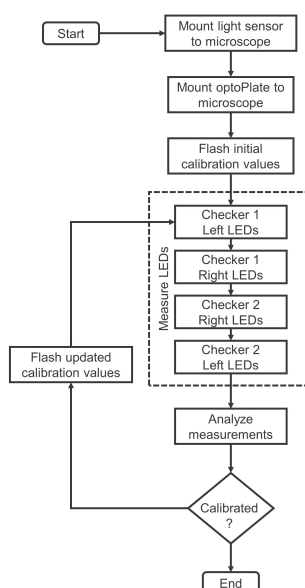 Start
Mount light sensor
to microscope
Mount optoPlate to
microscope
Flash initial
calibration values
Measure LEDs
Checker 1
Left LEDs
Checker 1
Right LEDs
Checker 2
Right LEDs
Checker 2
Left LEDs
Flash updated
calibration values
Analyze
measurements
Calibrated
?
End